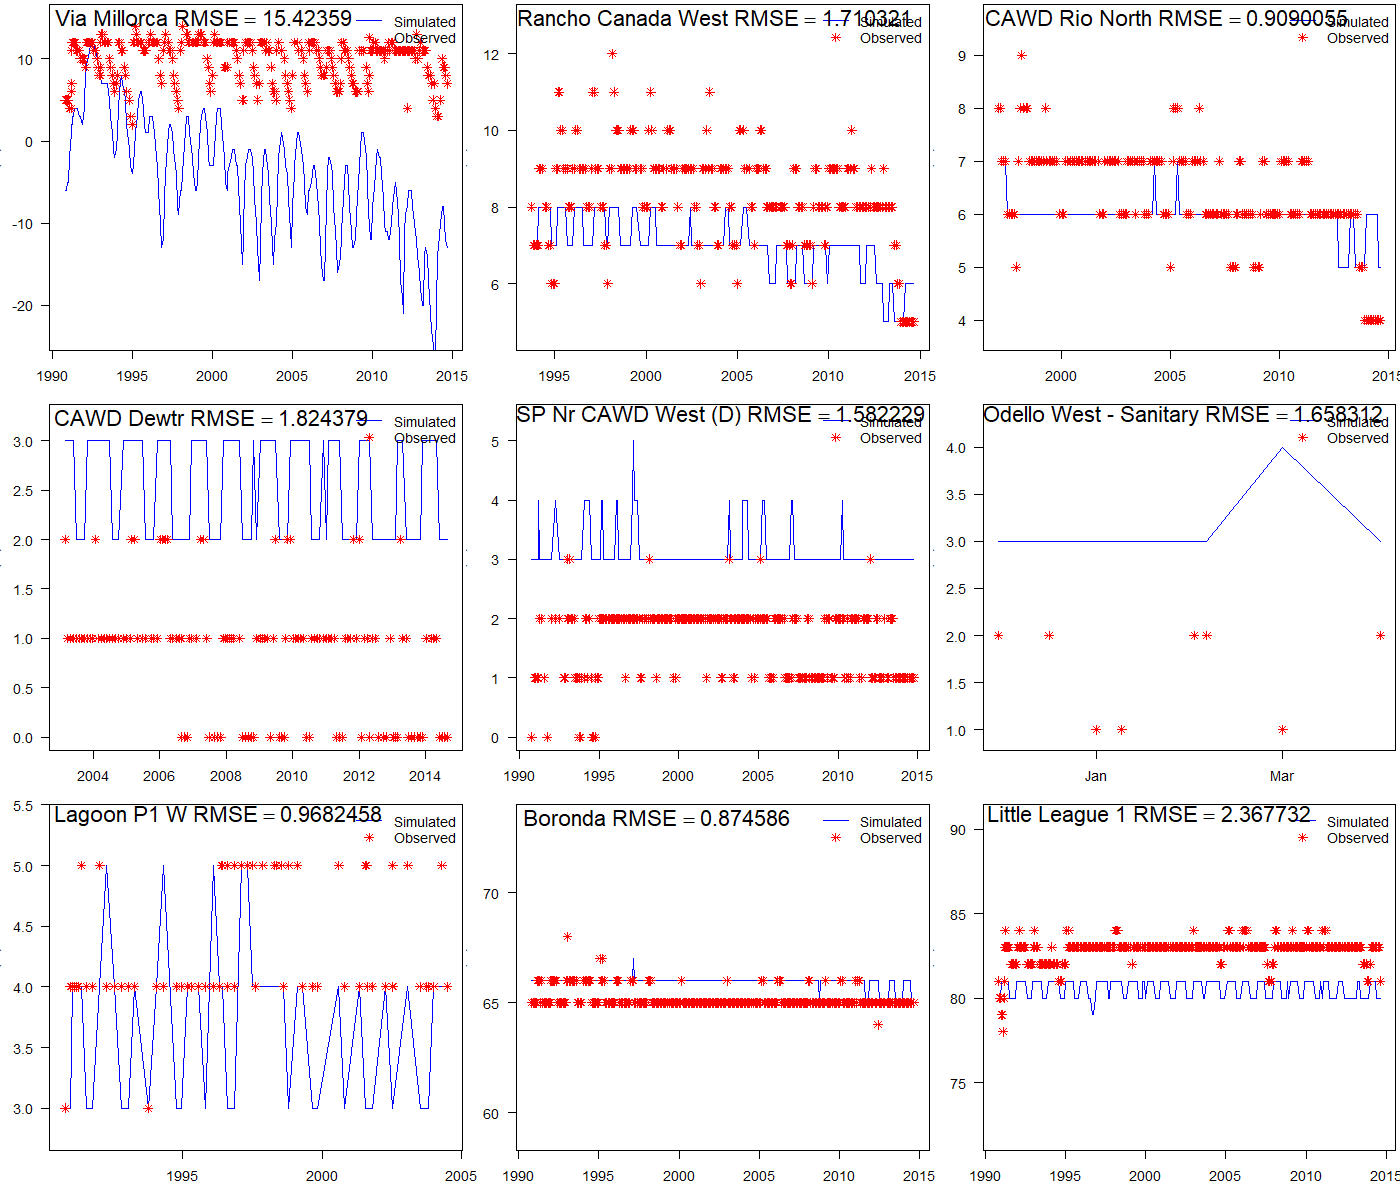 Via Millorca RMSE = 15.42359
Simulated
Observed
10
0
-10
-20
1990 1995 2000 2005 2010 2015
Rancho Canada West RMSE = 1.710321
Simulated
Observed
12
10
8
6
1995 2000 2005 2010 2015
CAWD Rio North RMSE = 0.9090055
Simulated
Observed
9
8
7
6
5
4
2000 2005 2010 2015
CAWD Dewtr RMSE = 1.824379
Simulated
Observed
3.0
2.5
2.0
1.5
1.0
0.5
0.0
2004 2006 2008 2010 2012 2014
SP Nr CAWD West (D) RMSE = 1.582229
Simulated
Observed
5
4
3
2
1
0
1990 1995 2000 2005 2010 2015
Odello West - Sanitary RMSE = 1.658312
Simulated
Observed
4.0
3.5
3.0
2.5
2.0
1.5
1.0
Jan Mar
Lagoon P1 W RMSE = 0.9682458
Simulated
Observed
5.5
5.0
4.5
4.0
3.5
3.0
1995 2000 2005
Boronda RMSE = 0.874586
Simulated
Observed
70
65
60
1990 1995 2000 2005 2010 2015
Little League 1 RMSE = 2.367732
Simulated
Observed
90
85
80
75
1990 1995 2000 2005 2010 2015